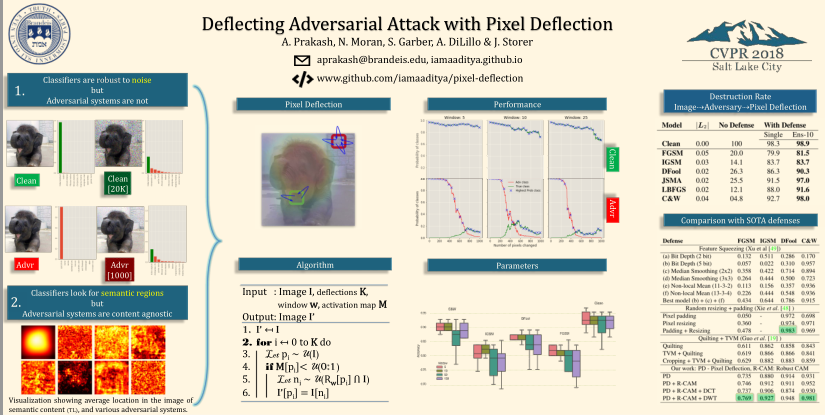 Deflecting Adversarial Attack with Pixel Deflection
A. Prakash, N. Moran, S. Garber, A. DiLillo & J. Storer
aprakash@brandeis.edu, iamaaditya.github.io
www.github.com/iamaaditya/pixel-deflection
CVPR 2018
Salt Lake City
1.
Classifiers are robust to noise
but
Adversarial systems are not
Clean
Clean
[20K]
Advr
Advr
[1000]
2.
Classifiers look for semantic regions
but
Adversarial systems are content agnostic
Visualization showing average location in the image of
semantic content (TL), and various adversarial systems.
Pixel Deflection
Algorithm
Input : Image I, deflections K,
window w, activation map M
Output: Image I'
1. I' ↤ I
2. for i ↤ 0 to K do
3. Let pᵢ ~ U(I)
4. if M[pᵢ] < U(0:1)
5. Let nᵢ ~ U(R_w[pᵢ] ∩ I)
6. I'[pᵢ] = I[nᵢ]
Performance
Window: 5 Window: 10 Window: 25
Clean
Advr
Number of pixels changed
Parameters
Destruction Rate
Image→Adversary→Pixel Deflection
Model |L₂| No Defense With Defense
Single Ens-10
Clean 0.00 100 98.3 98.9
FGSM 0.05 20.0 79.9 81.5
IGSM 0.03 14.1 83.7 83.7
DFool 0.02 26.3 86.3 90.3
JSMA 0.02 25.5 91.5 97.0
LBFGS 0.02 12.1 88.0 91.6
C&W 0.04 04.8 92.7 98.0
Comparison with SOTA defenses
Defense FGSM IGSM DFool C&W
Feature Squeezing (Xu et al
(a) Bit Depth (2 bit) 0.132 0.511 0.286 0.170
(b) Bit Depth (5 bit) 0.057 0.022 0.310 0.957
(c) Median Smoothing (2x2) 0.358 0.422 0.714 0.894
(d) Median Smoothing (3x3) 0.264 0.444 0.500 0.723
(e) Non-local Mean (11-3-2) 0.113 0.156 0.357 0.936
(f) Non-local Mean (13-3-4) 0.226 0.444 0.548 0.936
Best model (b) + (c) + (f) 0.434 0.644 0.786 0.915
Random resizing + padding (Xie et al.
Pixel padding 0.050 - 0.972 0.698
Pixel resizing 0.360 - 0.974 0.971
Padding + Resizing 0.478 - 0.983 0.969
Quilting + TVM (Guo et al.
Quilting 0.611 0.862 0.858 0.843
TVM + Quilting 0.619 0.866 0.866 0.841
Cropping + TVM + Quilting 0.629 0.882 0.883 0.859
Our work: PD - Pixel Deflection, R-CAM: Robust CAM
PD 0.735 0.880 0.914 0.931
PD + R-CAM 0.746 0.912 0.911 0.952
PD + R-CAM + DCT 0.737 0.906 0.874 0.930
PD + R-CAM + DWT 0.769 0.927 0.948 0.981